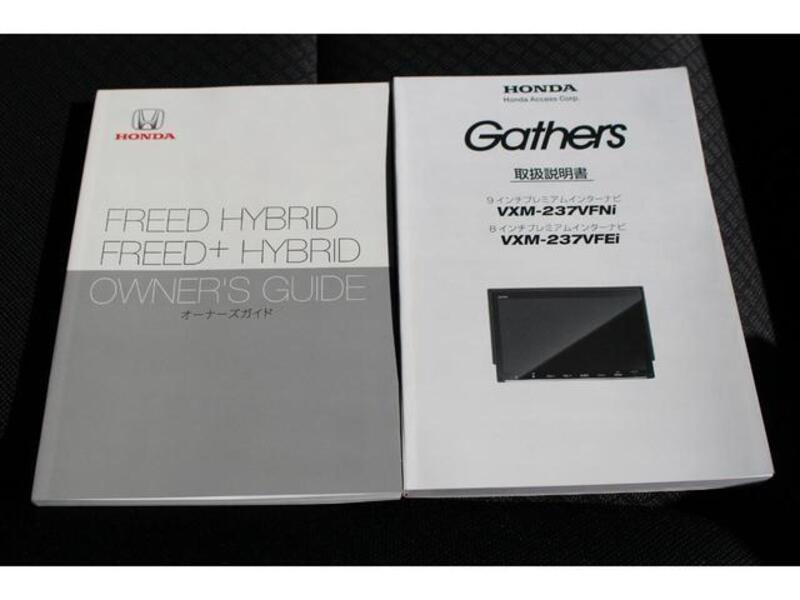 HONDA
FREED HYBRID
FREED+ HYBRID
OWNER'S GUIDE
オーナーズガイド
HONDA
Honda Access Corp.
Gathers
取扱説明書
9インチプレミアムインターナビ
VXM-237VFNi
8インチプレミアムインターナビ
VXM-237VFEi